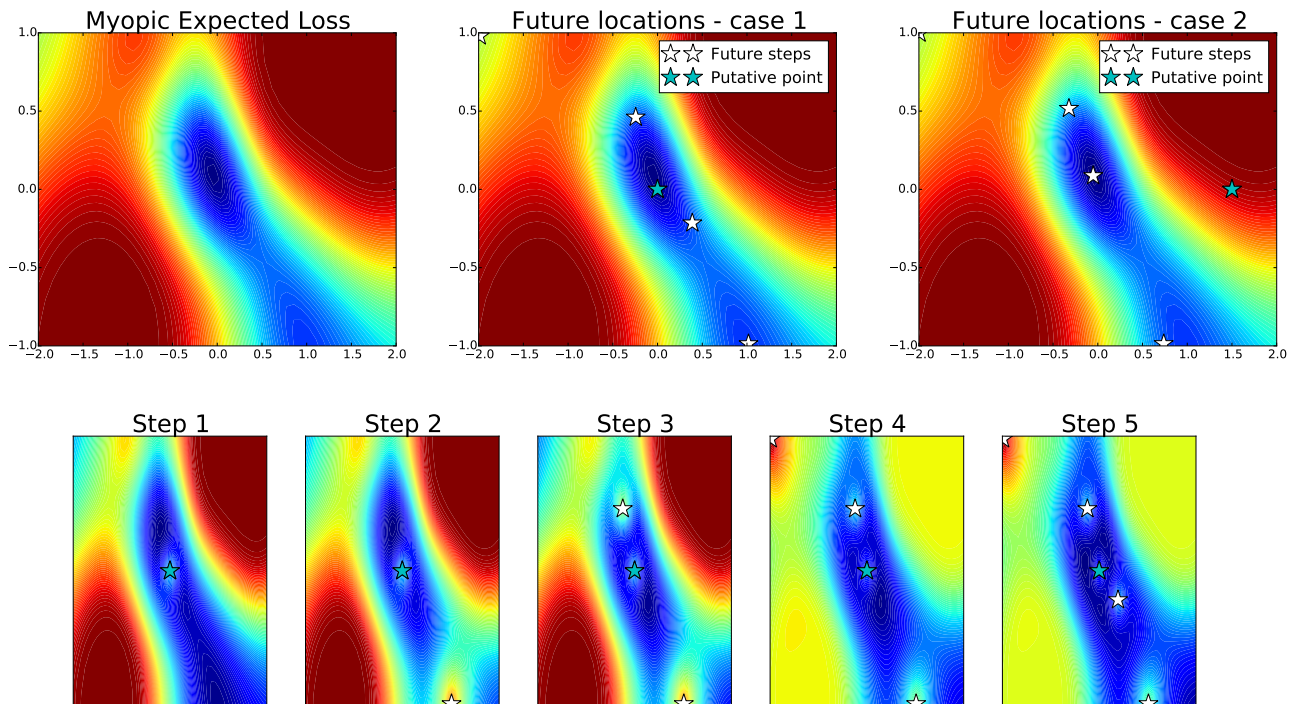 Myopic Expected Loss
Future locations - case 1
Future locations - case 2
1.0
0.5
0.0
−0.5
−1.0
−2.0 −1.5 −1.0 −0.5 0.0 0.5 1.0 1.5 2.0
1.0
0.5
0.0
−0.5
−1.0
−2.0 −1.5 −1.0 −0.5 0.0 0.5 1.0 1.5 2.0
Future steps
Putative point
1.0
0.5
0.0
−0.5
−1.0
−2.0 −1.5 −1.0 −0.5 0.0 0.5 1.0 1.5 2.0
Future steps
Putative point
Step 1
Step 2
Step 3
Step 4
Step 5